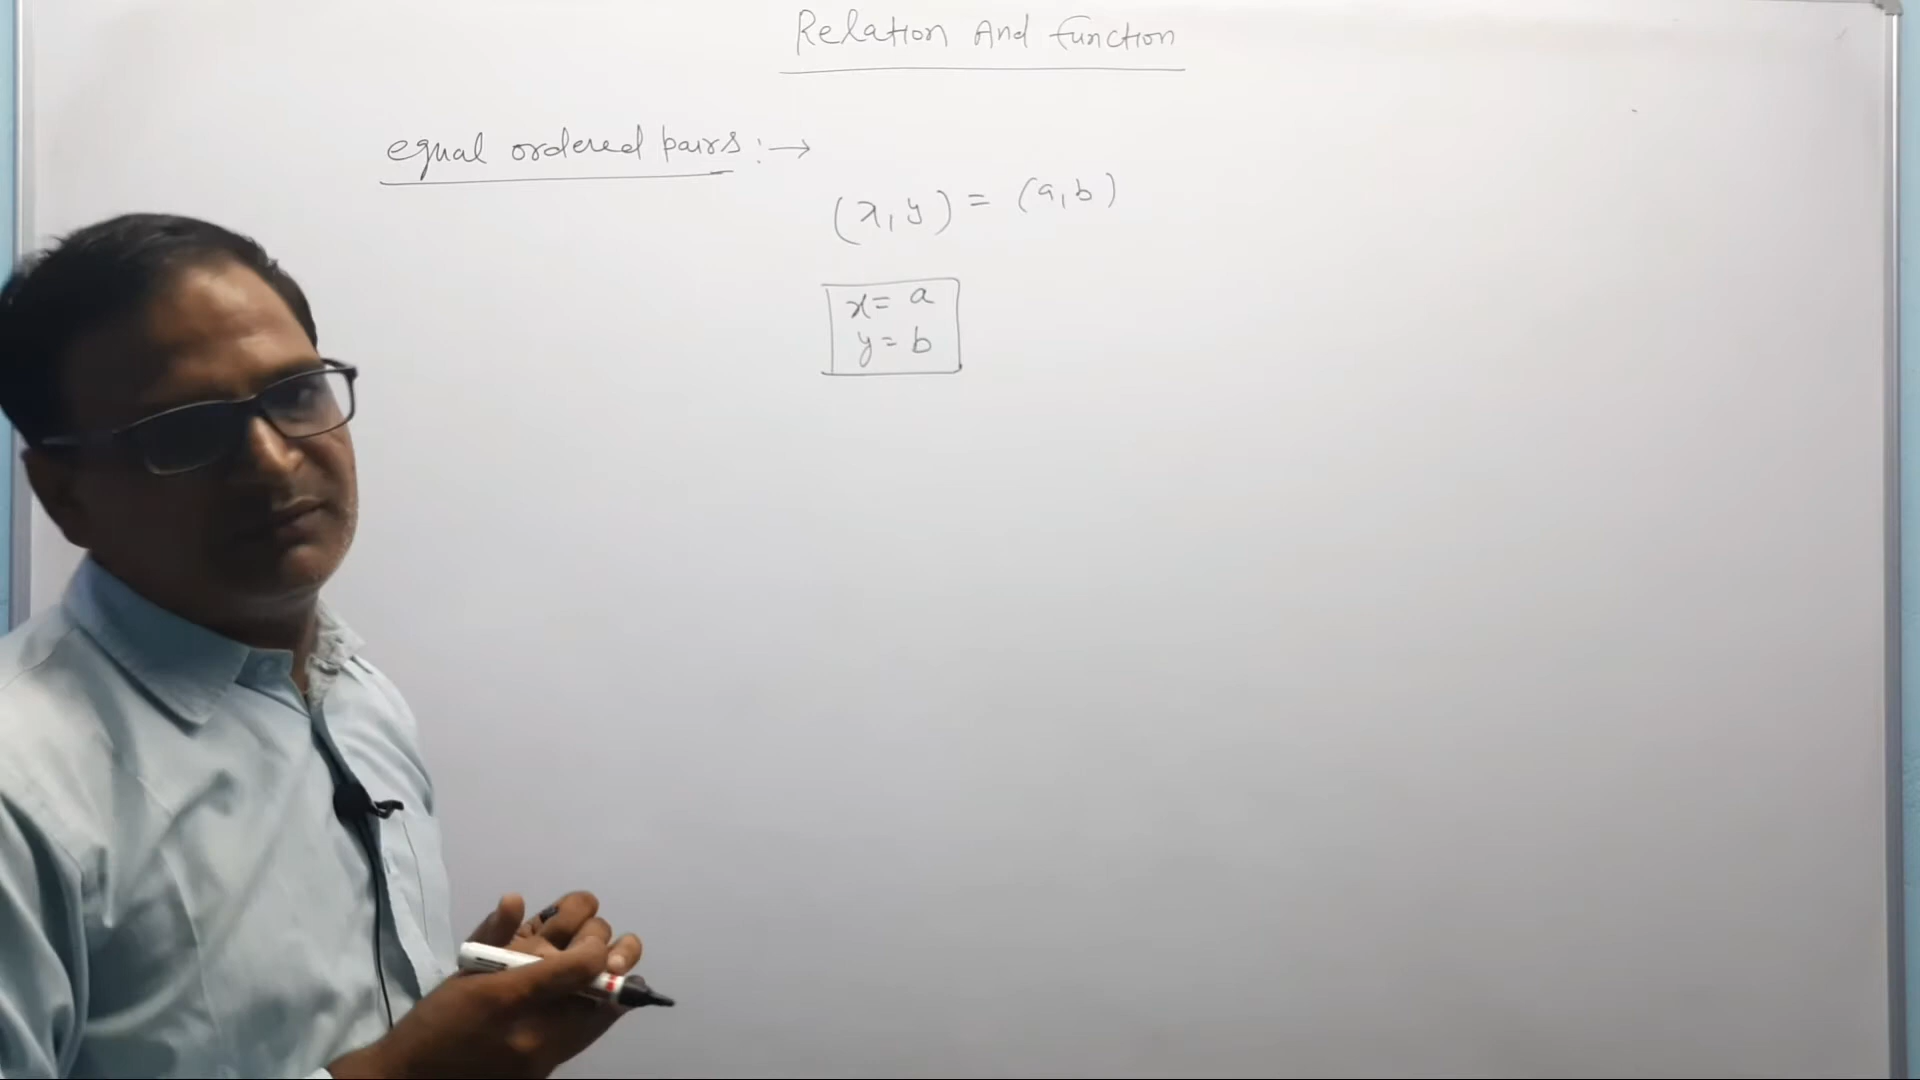 Relation And function
equal ordered pairs :→
(x, y) = (a, b)
x = a
y = b